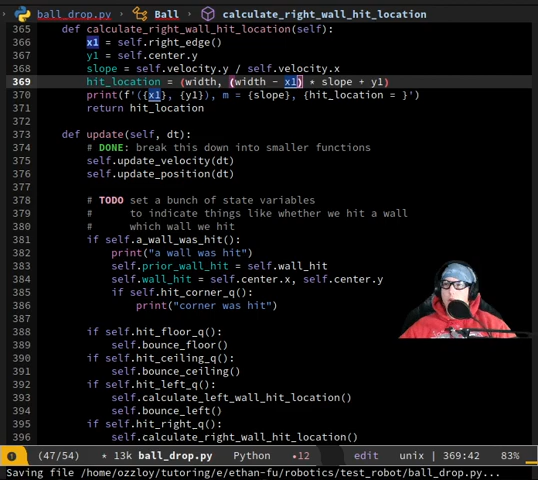 ball_drop.py > Ball > calculate_right_wall_hit_location
365 def calculate_right_wall_hit_location(self):
366 x1 = self.right_edge()
367 y1 = self.center.y
368 slope = self.velocity.y / self.velocity.x
369 hit_location = (width, (width - x1) * slope + y1)
370 print(f'({x1}, {y1}), m = {slope}, {hit_location = }')
371 return hit_location
373 def update(self, dt):
374 # DONE: break this down into smaller functions
375 self.update_velocity(dt)
376 self.update_position(dt)
378 # TODO set a bunch of state variables
379 # to indicate things like whether we hit a wall
380 # which wall we hit
381 if self.a_wall_was_hit():
382 print("a wall was hit")
383 self.prior_wall_hit = self.wall_hit
384 self.wall_hit = self.center.x, self.center.y
385 if self.hit_corner_q():
386 print("corner was hit")
388 if self.hit_floor_q():
389 self.bounce_floor()
390 if self.hit_ceiling_q():
391 self.bounce_ceiling()
392 if self.hit_left_q():
393 self.calculate_left_wall_hit_location()
394 self.bounce_left()
395 if self.hit_right_q():
396 self.calculate_right_wall_hit_location()
(47/54) * 13k ball_drop.py Python •12 edit unix | 369:42 83%
Saving file /home/ozzloy/tutoring/e/ethan-fu/robotics/test_robot/ball_drop.py...